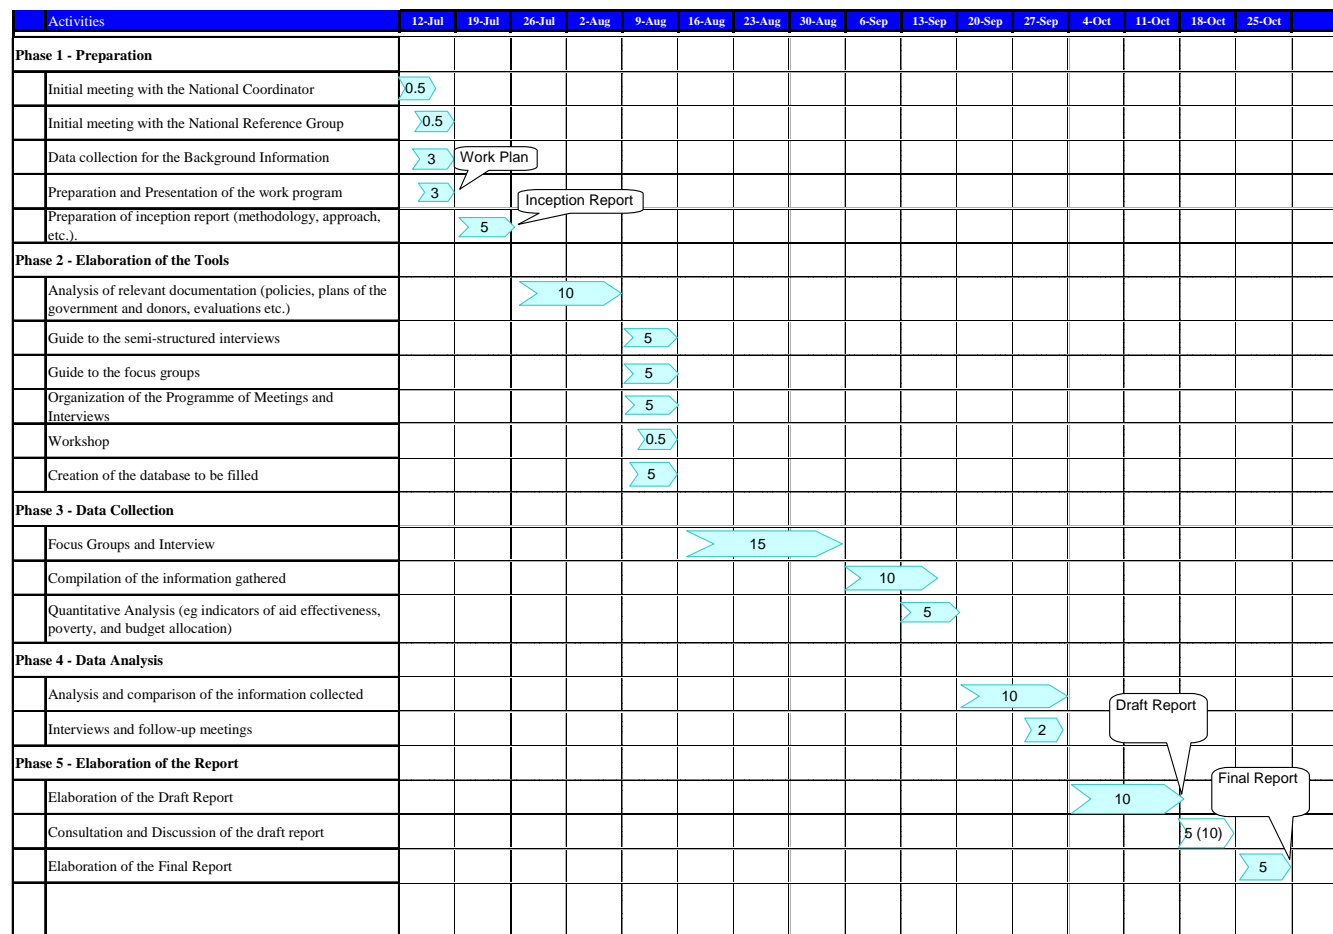 Activities 12-Jul 19-Jul 26-Jul 2-Aug 9-Aug 16-Aug 23-Aug 30-Aug 6-Sep 13-Sep 20-Sep 27-Sep 4-Oct 11-Oct 18-Oct 25-Oct
Phase 1 - Preparation
Initial meeting with the National Coordinator 0.5
Initial meeting with the National Reference Group 0.5
Data collection for the Background Information 3 Work Plan
Preparation and Presentation of the work program 3
Inception Report
Preparation of inception report (methodology, approach,
etc.). 5
Phase 2 - Elaboration of the Tools
Analysis of relevant documentation (policies, plans of the
government and donors, evaluations etc.) 10
Guide to the semi-structured interviews 5
Guide to the focus groups 5
Organization of the Programme of Meetings and
Interviews 5
Workshop 0.5
Creation of the database to be filled 5
Phase 3 - Data Collection
Focus Groups and Interview 15
Compilation of the information gathered 10
Quantitative Analysis (eg indicators of aid effectiveness,
poverty, and budget allocation) 5
Phase 4 - Data Analysis
Analysis and comparison of the information collected 10
Draft Report
Interviews and follow-up meetings 2
Phase 5 - Elaboration of the Report
Final Report
Elaboration of the Draft Report 10
Consultation and Discussion of the draft report 5 (10)
Elaboration of the Final Report 5